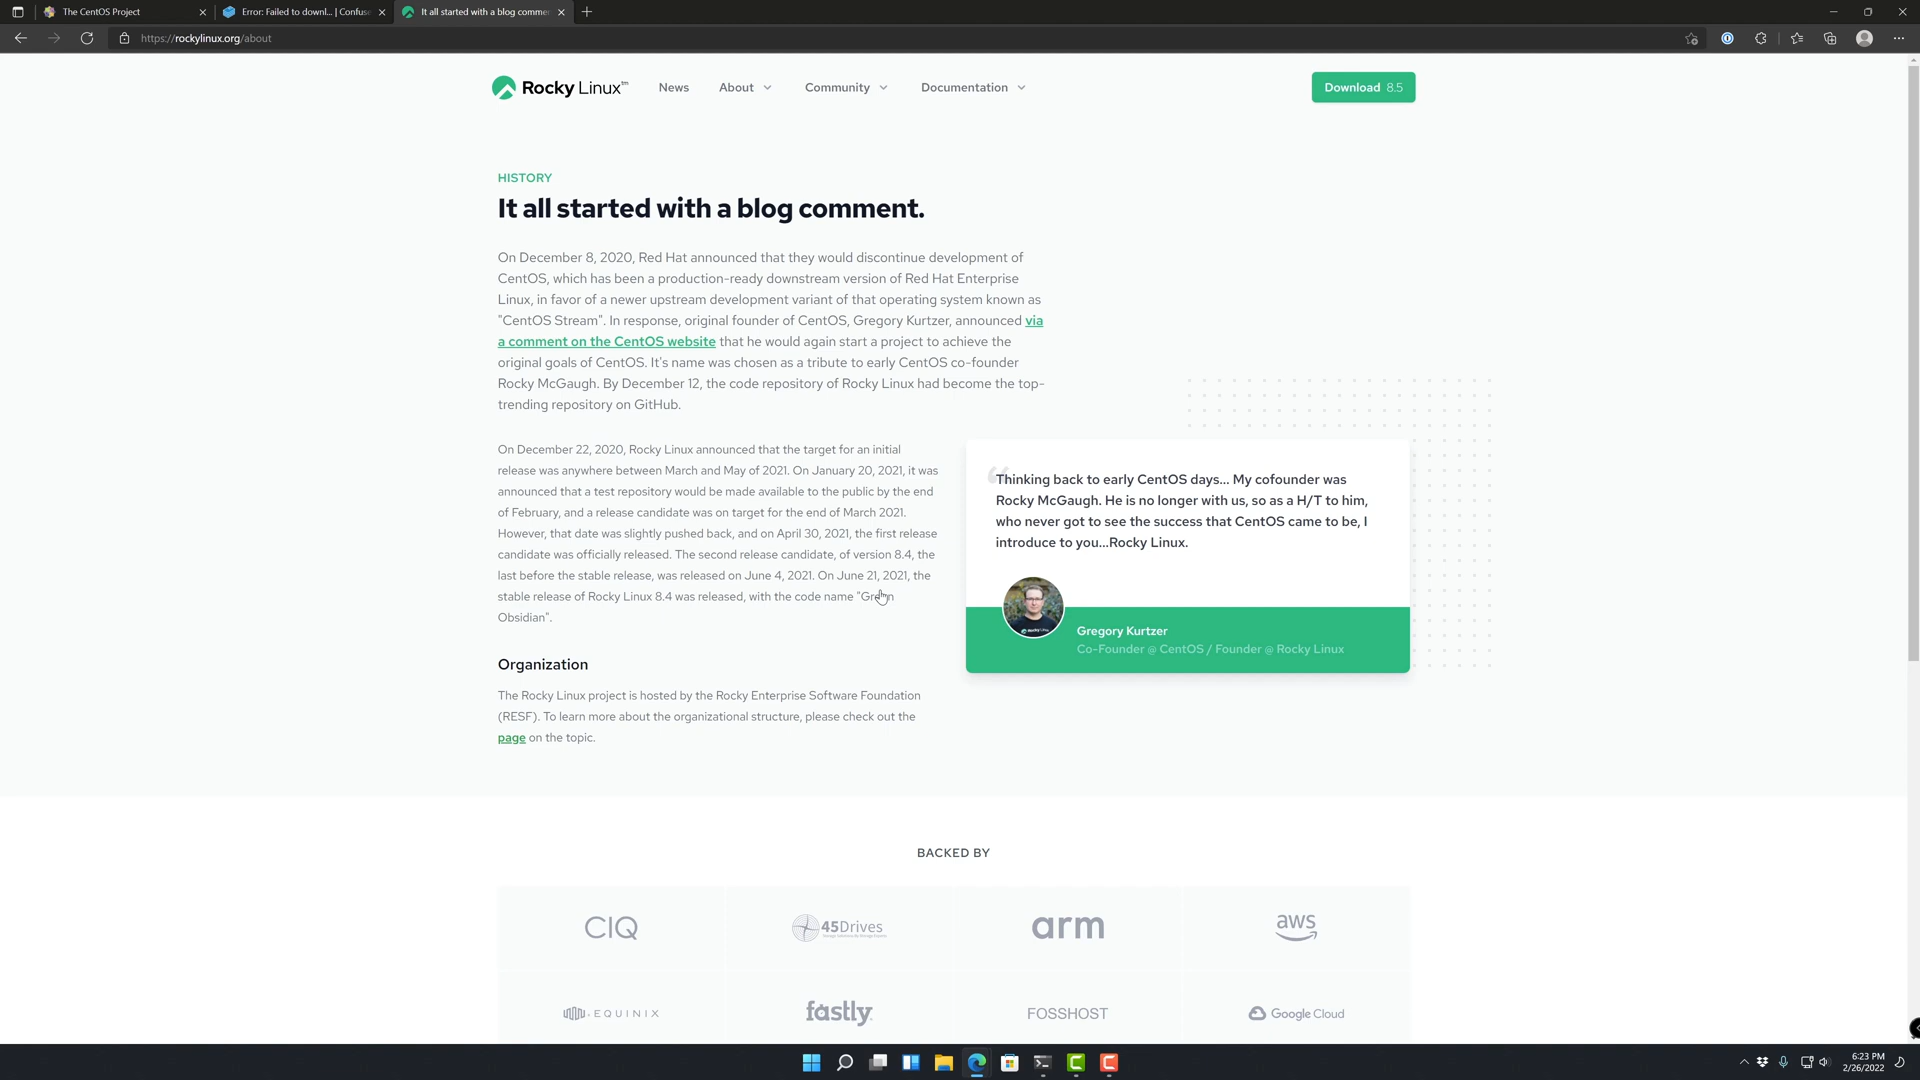 The CentOS Project
Error: Failed to downl... | Confus
It all started with a blog comme
https://rockylinux.org/about
Rocky Linux™
News
About
Community
Documentation
Download 8.5
HISTORY
It all started with a blog comment.
On December 8, 2020, Red Hat announced that they would discontinue development of
CentOS, which has been a production-ready downstream version of Red Hat Enterprise
Linux, in favor of a newer upstream development variant of that operating system known as
"CentOS Stream". In response, original founder of CentOS, Gregory Kurtzer, announced via
a comment on the CentOS website that he would again start a project to achieve the
original goals of CentOS. It's name was chosen as a tribute to early CentOS co-founder
Rocky McGaugh. By December 12, the code repository of Rocky Linux had become the top-
trending repository on GitHub.
On December 22, 2020, Rocky Linux announced that the target for an initial
release was anywhere between March and May of 2021. On January 20, 2021, it was
announced that a test repository would be made available to the public by the end
of February, and a release candidate was on target for the end of March 2021.
However, that date was slightly pushed back, and on April 30, 2021, the first release
candidate was officially released. The second release candidate, of version 8.4, the
last before the stable release, was released on June 4, 2021. On June 21, 2021, the
stable release of Rocky Linux 8.4 was released, with the code name "Green
Obsidian".
Organization
The Rocky Linux project is hosted by the Rocky Enterprise Software Foundation
(RESF). To learn more about the organizational structure, please check out the
page on the topic.
“Thinking back to early CentOS days... My cofounder was
Rocky McGaugh. He is no longer with us, so as a H/T to him,
who never got to see the success that CentOS came to be, I
introduce to you...Rocky Linux.
Gregory Kurtzer
Co-Founder @ CentOS / Founder @ Rocky Linux
BACKED BY
CIQ
45Drives
arm
aws
EQUINIX
fastly
FOSSHOST
Google Cloud
6:23 PM
2/26/2022